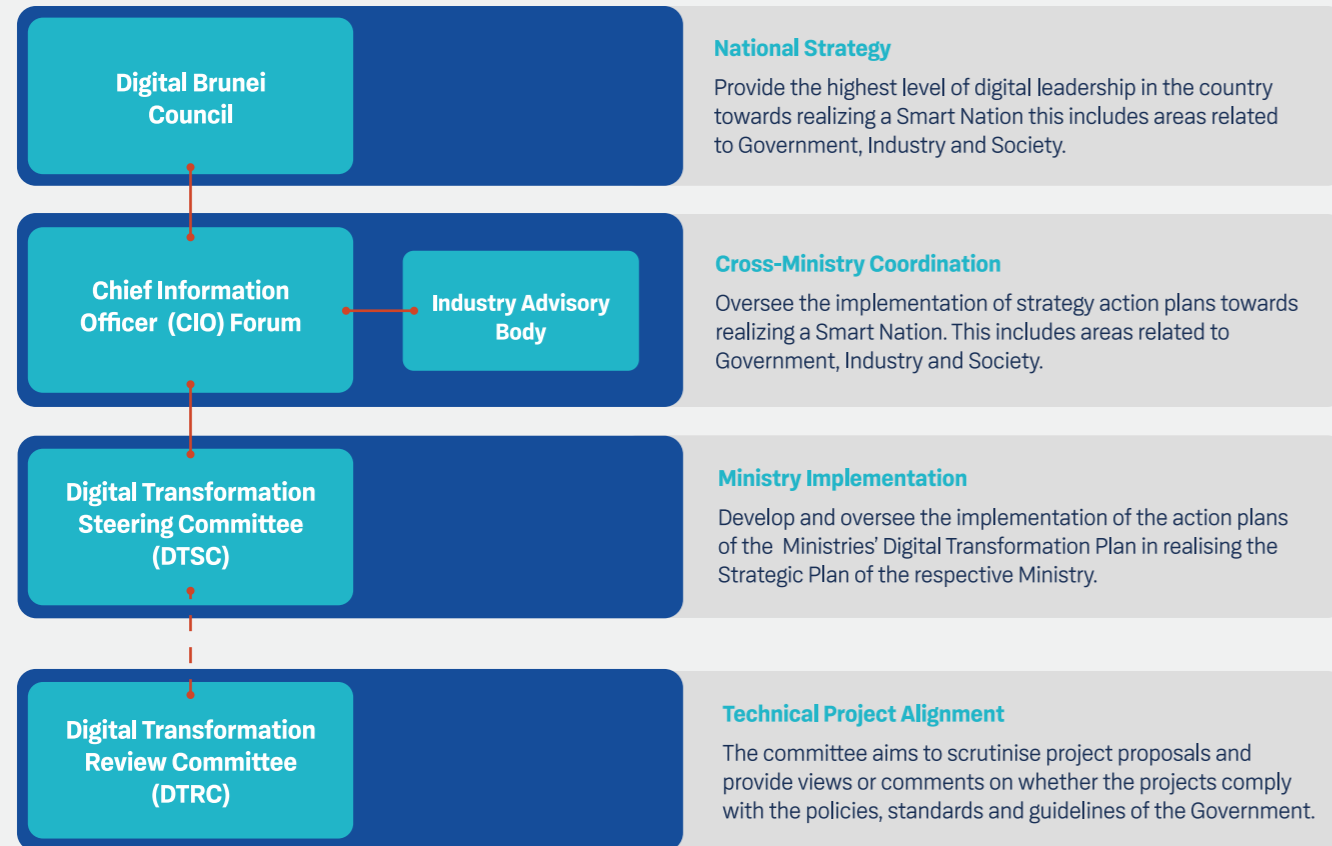 Digital Brunei
Council
National Strategy
Provide the highest level of digital leadership in the country
towards realizing a Smart Nation this includes areas related
to Government, Industry and Society.
Chief Information
Officer (CIO) Forum
Industry Advisory
Body
Cross-Ministry Coordination
Oversee the implementation of strategy action plans towards
realizing a Smart Nation. This includes areas related to
Government, Industry and Society.
Digital Transformation
Steering Committee
(DTSC)
Ministry Implementation
Develop and oversee the implementation of the action plans
of the Ministries’ Digital Transformation Plan in realising the
Strategic Plan of the respective Ministry.
Digital Transformation
Review Committee
(DTRC)
Technical Project Alignment
The committee aims to scrutinise project proposals and
provide views or comments on whether the projects comply
with the policies, standards and guidelines of the Government.